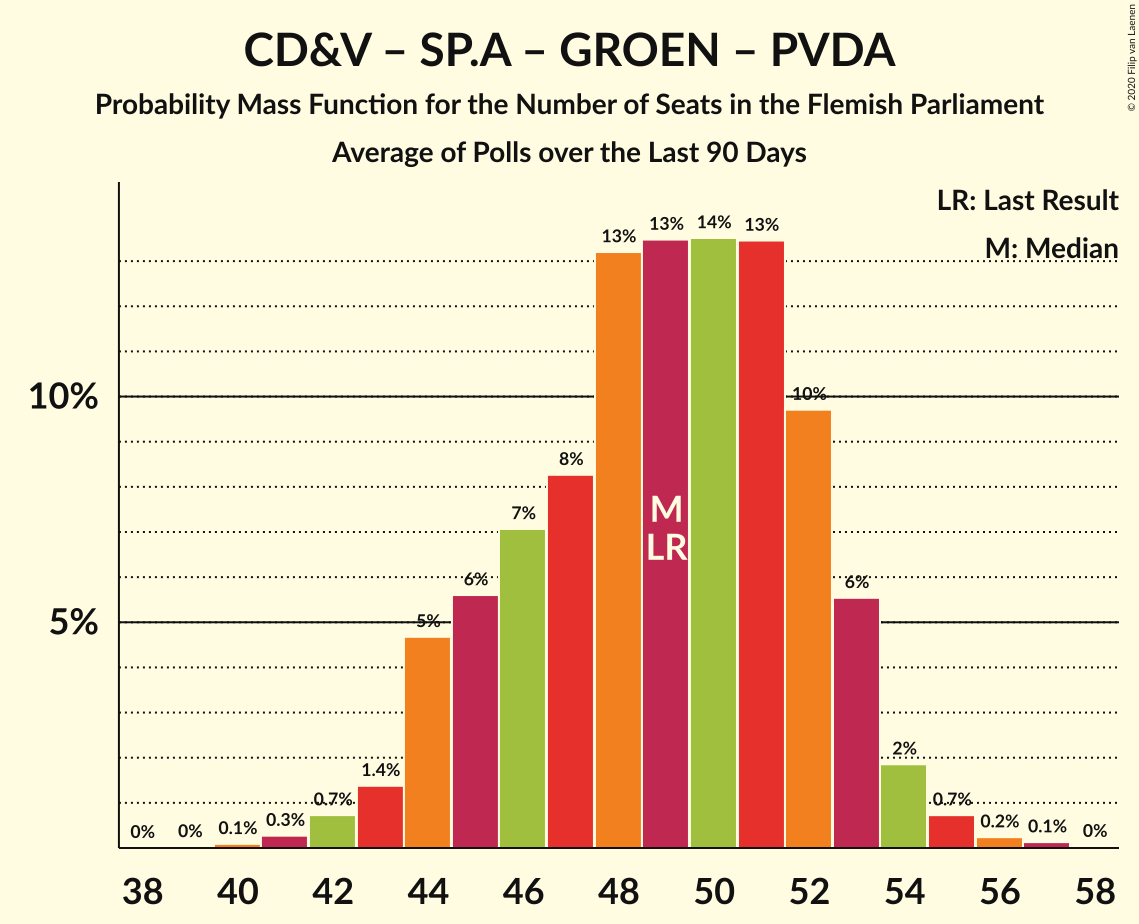 CD&V – SP.A – GROEN – PVDA
Probability Mass Function for the Number of Seats in the Flemish Parliament
Average of Polls over the Last 90 Days
© 2020 Filip van Laenen
LR: Last Result
M: Median
10%
5%
0%
0%
0.1%
0.3%
0.7%
1.4%
5%
6%
7%
8%
13%
13%
14%
13%
10%
6%
2%
0.7%
0.2%
0.1%
0%
M
LR
38 40 42 44 46 48 50 52 54 56 58